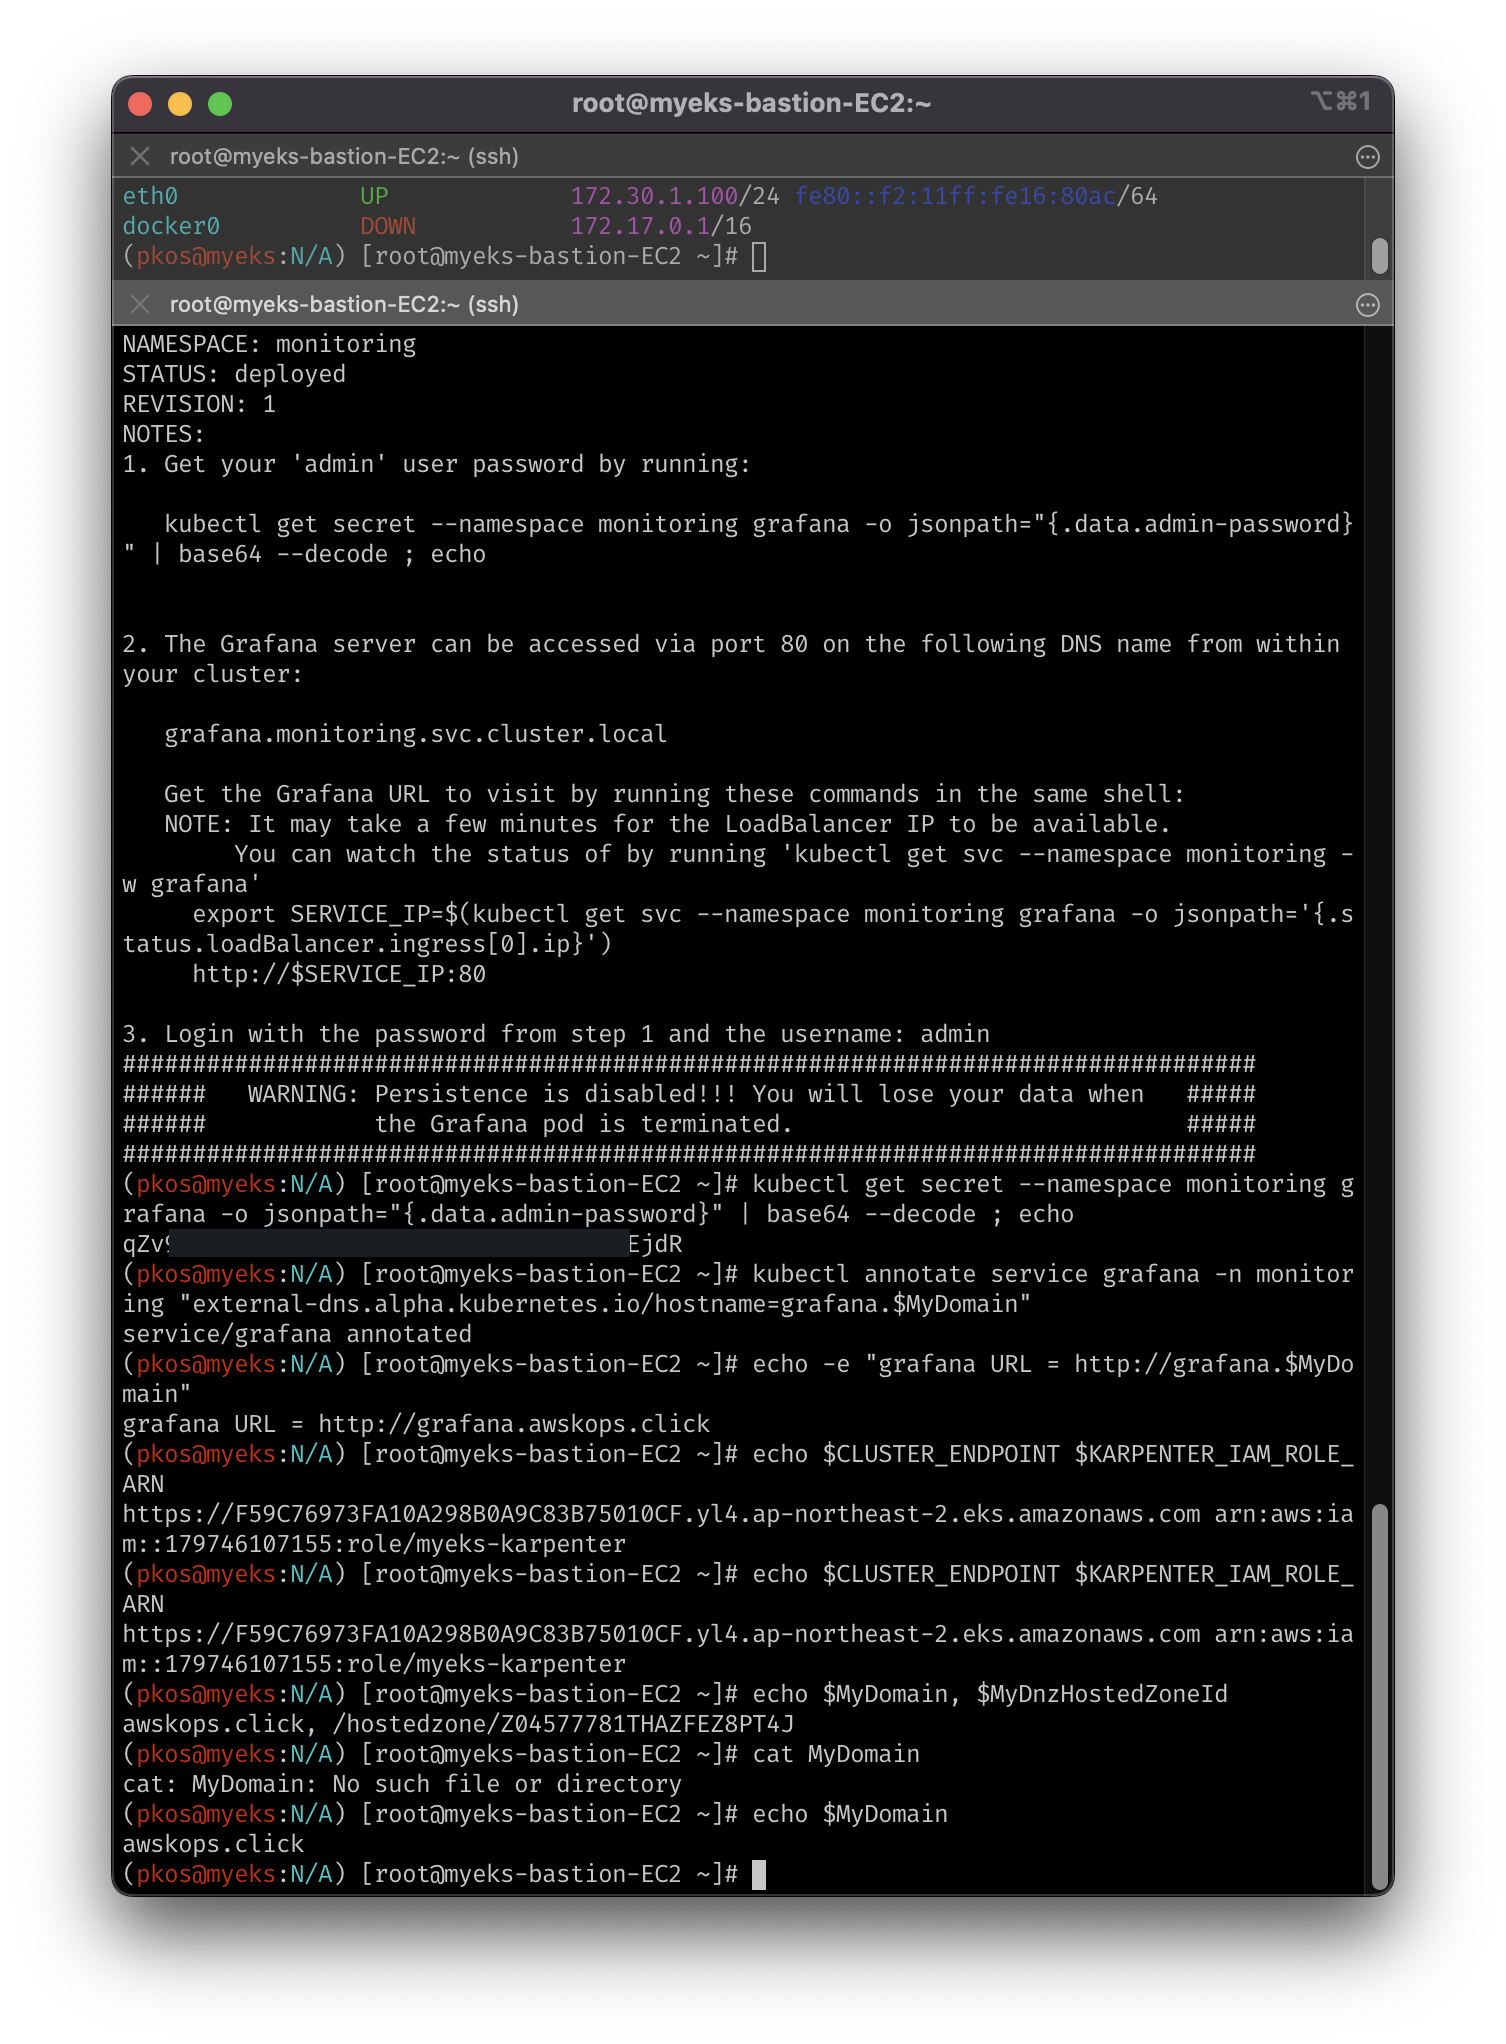 root@myeks-bastion-EC2:~ ⌥⌘1
root@myeks-bastion-EC2:~ (ssh)
eth0 UP 172.30.1.100/24 fe80::f2:11ff:fe16:80ac/64
docker0 DOWN 172.17.0.1/16
(pkos@myeks:N/A) [root@myeks-bastion-EC2 ~]#
root@myeks-bastion-EC2:~ (ssh)
NAMESPACE: monitoring
STATUS: deployed
REVISION: 1
NOTES:
1. Get your 'admin' user password by running:
kubectl get secret --namespace monitoring grafana -o jsonpath="{.data.admin-password}
" | base64 --decode ; echo
2. The Grafana server can be accessed via port 80 on the following DNS name from within
your cluster:
grafana.monitoring.svc.cluster.local
Get the Grafana URL to visit by running these commands in the same shell:
NOTE: It may take a few minutes for the LoadBalancer IP to be available.
You can watch the status of by running 'kubectl get svc --namespace monitoring -
w grafana'
export SERVICE_IP=$(kubectl get svc --namespace monitoring grafana -o jsonpath='{.s
tatus.loadBalancer.ingress[0].ip}')
http://$SERVICE_IP:80
3. Login with the password from step 1 and the username: admin
#################################################################################
###### WARNING: Persistence is disabled!!! You will lose your data when #####
###### the Grafana pod is terminated. #####
#################################################################################
(pkos@myeks:N/A) [root@myeks-bastion-EC2 ~]# kubectl get secret --namespace monitoring g
rafana -o jsonpath="{.data.admin-password}" | base64 --decode ; echo
qZv9 EjdR
(pkos@myeks:N/A) [root@myeks-bastion-EC2 ~]# kubectl annotate service grafana -n monitor
ing "external-dns.alpha.kubernetes.io/hostname=grafana.$MyDomain"
service/grafana annotated
(pkos@myeks:N/A) [root@myeks-bastion-EC2 ~]# echo -e "grafana URL = http://grafana.$MyDo
main"
grafana URL = http://grafana.awskops.click
(pkos@myeks:N/A) [root@myeks-bastion-EC2 ~]# echo $CLUSTER_ENDPOINT $KARPENTER_IAM_ROLE_
ARN
https://F59C76973FA10A298B0A9C83B75010CF.yl4.ap-northeast-2.eks.amazonaws.com arn:aws:ia
m::179746107155:role/myeks-karpenter
(pkos@myeks:N/A) [root@myeks-bastion-EC2 ~]# echo $CLUSTER_ENDPOINT $KARPENTER_IAM_ROLE_
ARN
https://F59C76973FA10A298B0A9C83B75010CF.yl4.ap-northeast-2.eks.amazonaws.com arn:aws:ia
m::179746107155:role/myeks-karpenter
(pkos@myeks:N/A) [root@myeks-bastion-EC2 ~]# echo $MyDomain, $MyDnzHostedZoneId
awskops.click, /hostedzone/Z04577781THAZFEZ8PT4J
(pkos@myeks:N/A) [root@myeks-bastion-EC2 ~]# cat MyDomain
cat: MyDomain: No such file or directory
(pkos@myeks:N/A) [root@myeks-bastion-EC2 ~]# echo $MyDomain
awskops.click
(pkos@myeks:N/A) [root@myeks-bastion-EC2 ~]#